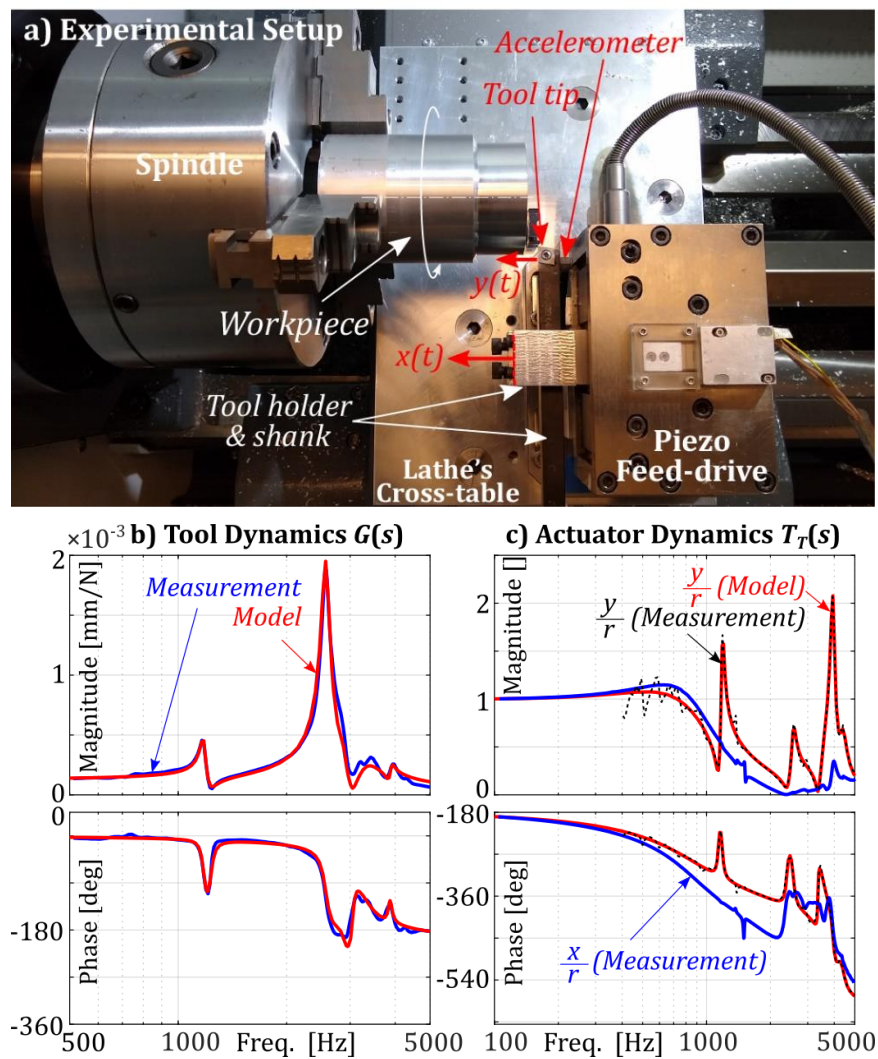 a) Experimental Setup
Accelerometer
Tool tip
Spindle
y(t)
Workpiece
x(t)
Tool holder
& shank
Lathe's
Cross-table
Piezo
Feed-drive
×10⁻³ b) Tool Dynamics G(s)
2
1
0
Magnitude [mm/N]
Measurement
Model
0
-180
-360
Phase [deg]
500 1000 Freq. [Hz] 5000
c) Actuator Dynamics T_T(s)
2
1
0
Magnitude []
y/r (Model)
y/r (Measurement)
-180
-360
-540
Phase [deg]
x/r (Measurement)
100 Freq. [Hz] 1000 5000